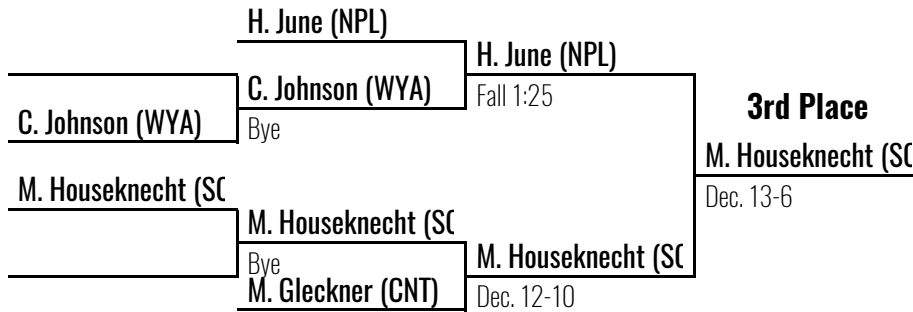 H. June (NPL)
H. June (NPL)
C. Johnson (WYA)
Fall 1:25
3rd Place
C. Johnson (WYA)
Bye
M. Houseknecht (SC
M. Houseknecht (SC
Dec. 13-6
M. Houseknecht (SC
Bye
M. Houseknecht (SC
M. Gleckner (CNT)
Dec. 12-10